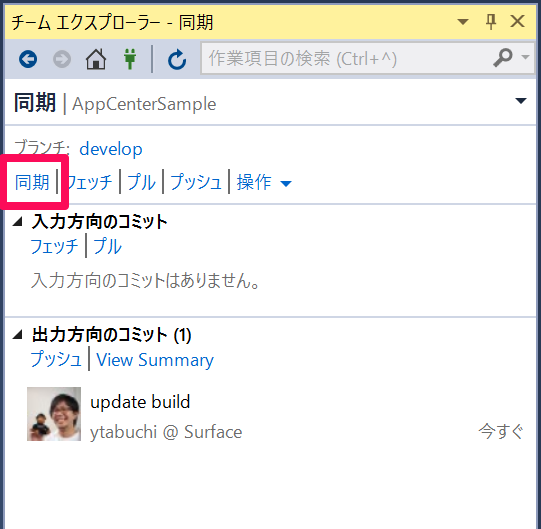 チーム エクスプローラー - 同期
作業項目の検索 (Ctrl+^)
同期 | AppCenterSample
ブランチ: develop
同期 | フェッチ | プル | プッシュ | 操作
入力方向のコミット
フェッチ | プル
入力方向のコミットはありません。
出力方向のコミット (1)
プッシュ | View Summary
update build
ytabuchi @ Surface 今すぐ